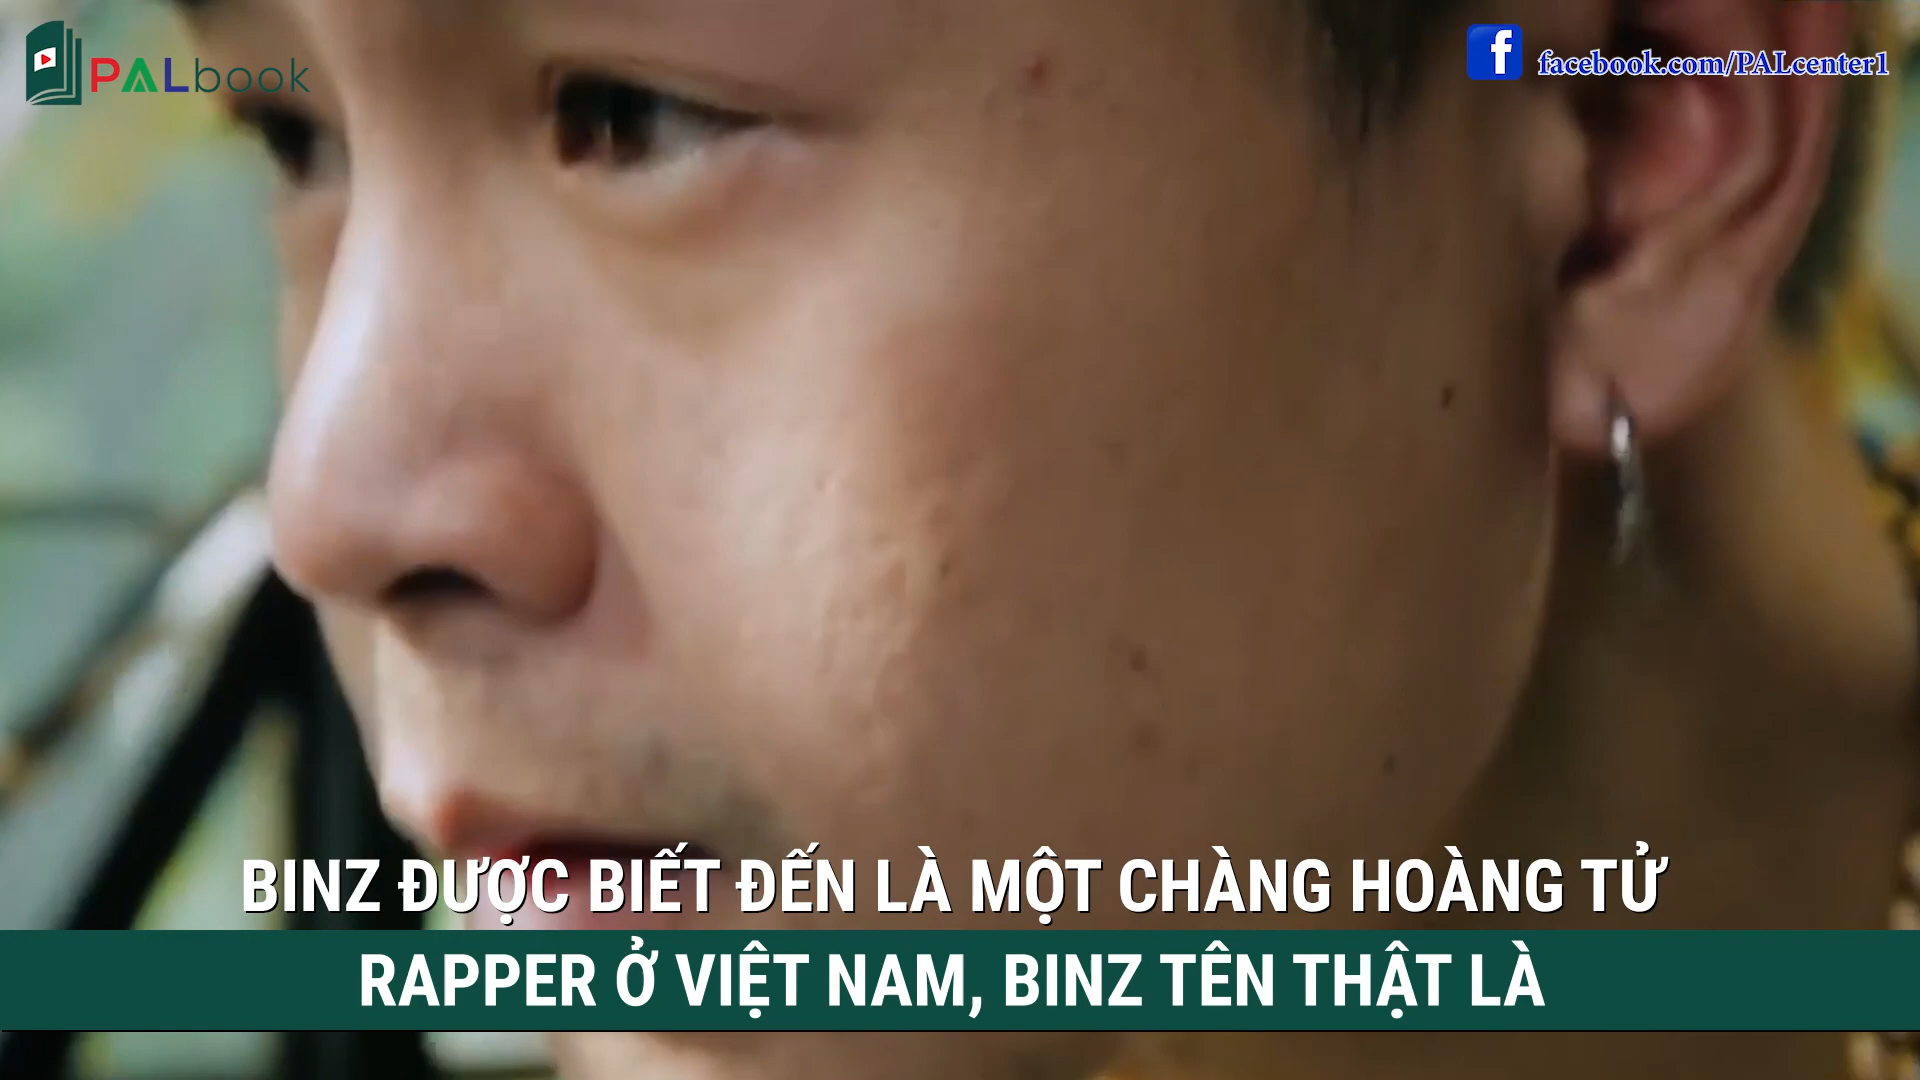 PALbook
facebook.com/PALcenter1
BINZ ĐƯỢC BIẾT ĐẾN LÀ MỘT CHÀNG HOÀNG TỬ
RAPPER Ở VIỆT NAM, BINZ TÊN THẬT LÀ